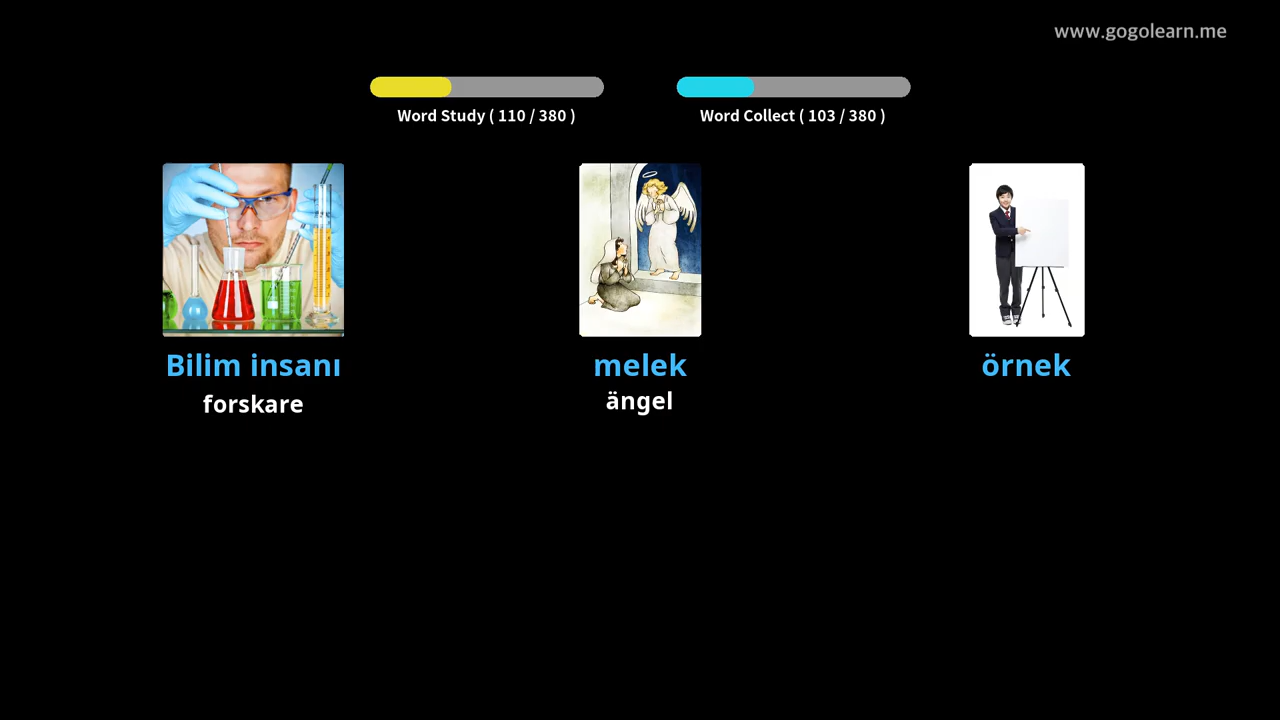 www.gogolearn.me
Word Study ( 110 / 380 )
Word Collect ( 103 / 380 )
Bilim insanı
forskare
melek
ängel
örnek